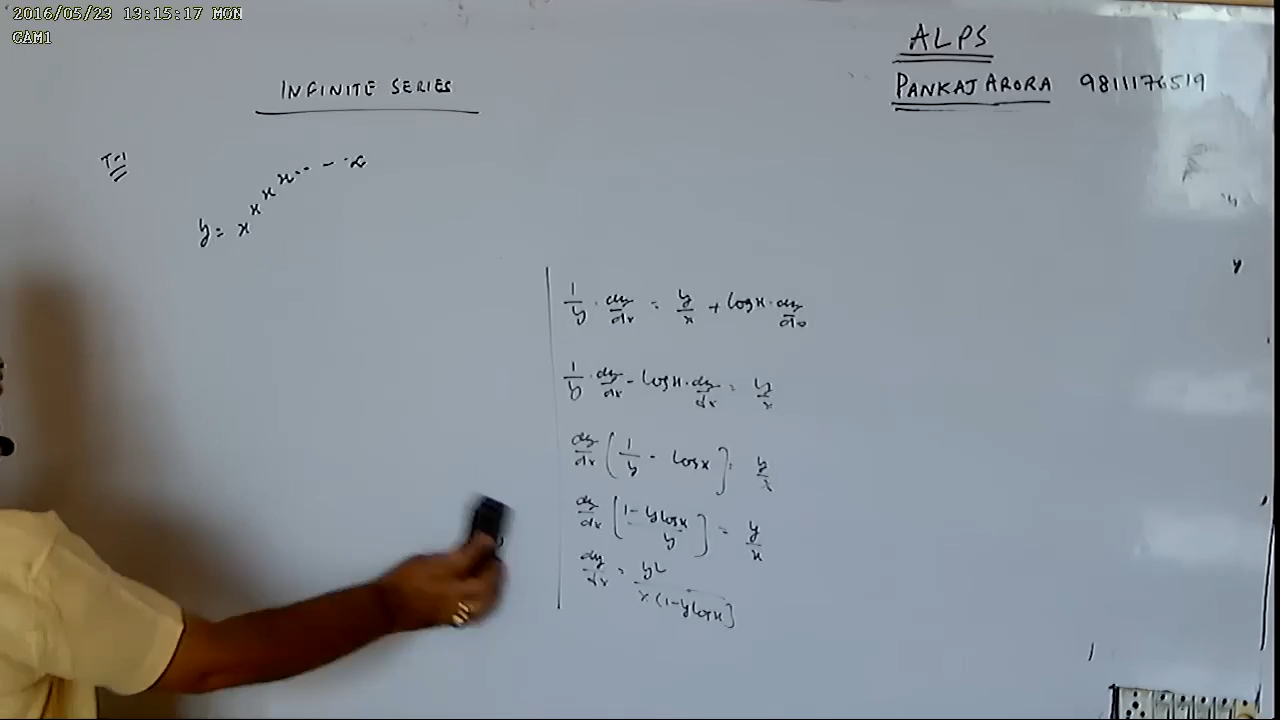 2016/05/23 13:15:17 MON
CAM1
ALPS
INFINITE SERIES
PANKAJ ARORA 9811176519
T-1
y = x^x^x^x^... - ∞
1/y · dy/dx = y/x + log x · dy/dx
1/y · dy/dx - log x · dy/dx = y/x
dy/dx [1/y - log x] = y/x
dy/dx [(1 - y log x)/y] = y/x
dy/dx = y²/(x(1 - y log x))